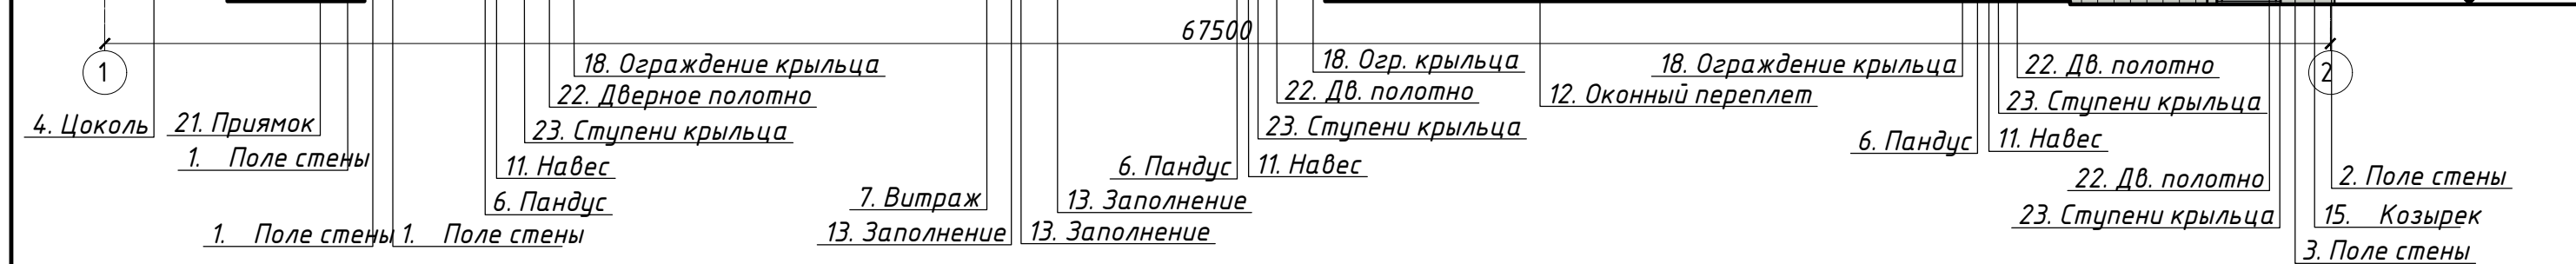 67500
1
2
18. Ограждение крыльца
18. Огр. крыльца
18. Ограждение крыльца
22. Дв. полотно
22. Дверное полотно
22. Дв. полотно
12. Оконный переплет
23. Ступени крыльца
4. Цоколь
21. Приямок
23. Ступени крыльца
23. Ступени крыльца
1. Поле стены
11. Навес
6. Пандус
11. Навес
6. Пандус
11. Навес
22. Дв. полотно
2. Поле стены
6. Пандус
7. Витраж
13. Заполнение
23. Ступени крыльца
15. Козырек
1. Поле стены
1. Поле стены
13. Заполнение
13. Заполнение
3. Поле стены